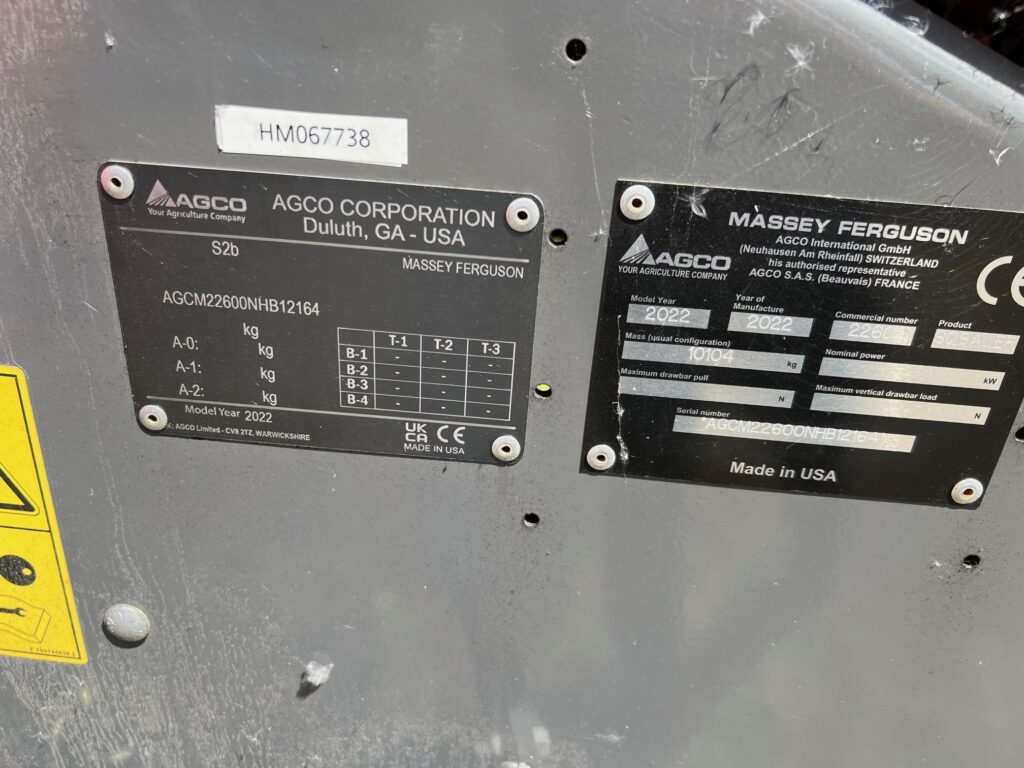 HM067738
AGCO
Your Agriculture Company
AGCO CORPORATION
Duluth, GA - USA
S2b
MASSEY FERGUSON
AGCM22600NHB12164
kg
A-0: kg
A-1: kg
A-2: kg
T-1 T-2 T-3
B-1 - - -
B-2 - - -
B-3 - - -
B-4 - - -
Model Year 2022
: AGCO Limited - CV8 2TZ, WARWICKSHIRE
UK
CA CE
MADE IN USA
MASSEY FERGUSON
AGCO International GmbH
(Neuhausen Am Rheinfall) SWITZERLAND
his authorised representative
AGCO S.A.S. (Beauvais) FRANCE
AGCO
YOUR AGRICULTURE COMPANY
CE
Model Year
2022
Year of
Manufacture
2022
Commercial number
Product
Mass (usual configuration)
10104 kg
Nominal power
kW
Maximum drawbar pull
N
Maximum vertical drawbar load
N
Serial number
AGCM22600NHB12164
Made in USA